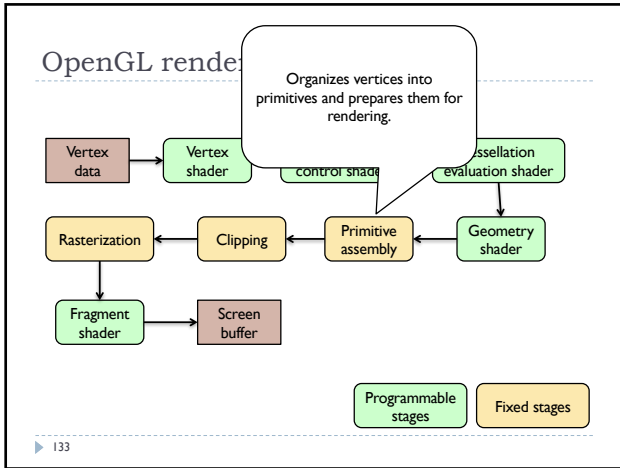 OpenGL render
Organizes vertices into
primitives and prepares them for
rendering.
Vertex
data
Vertex
shader
control shade
ssellation
evaluation shader
Rasterization
Clipping
Primitive
assembly
Geometry
shader
Fragment
shader
Screen
buffer
Programmable
stages
Fixed stages
133